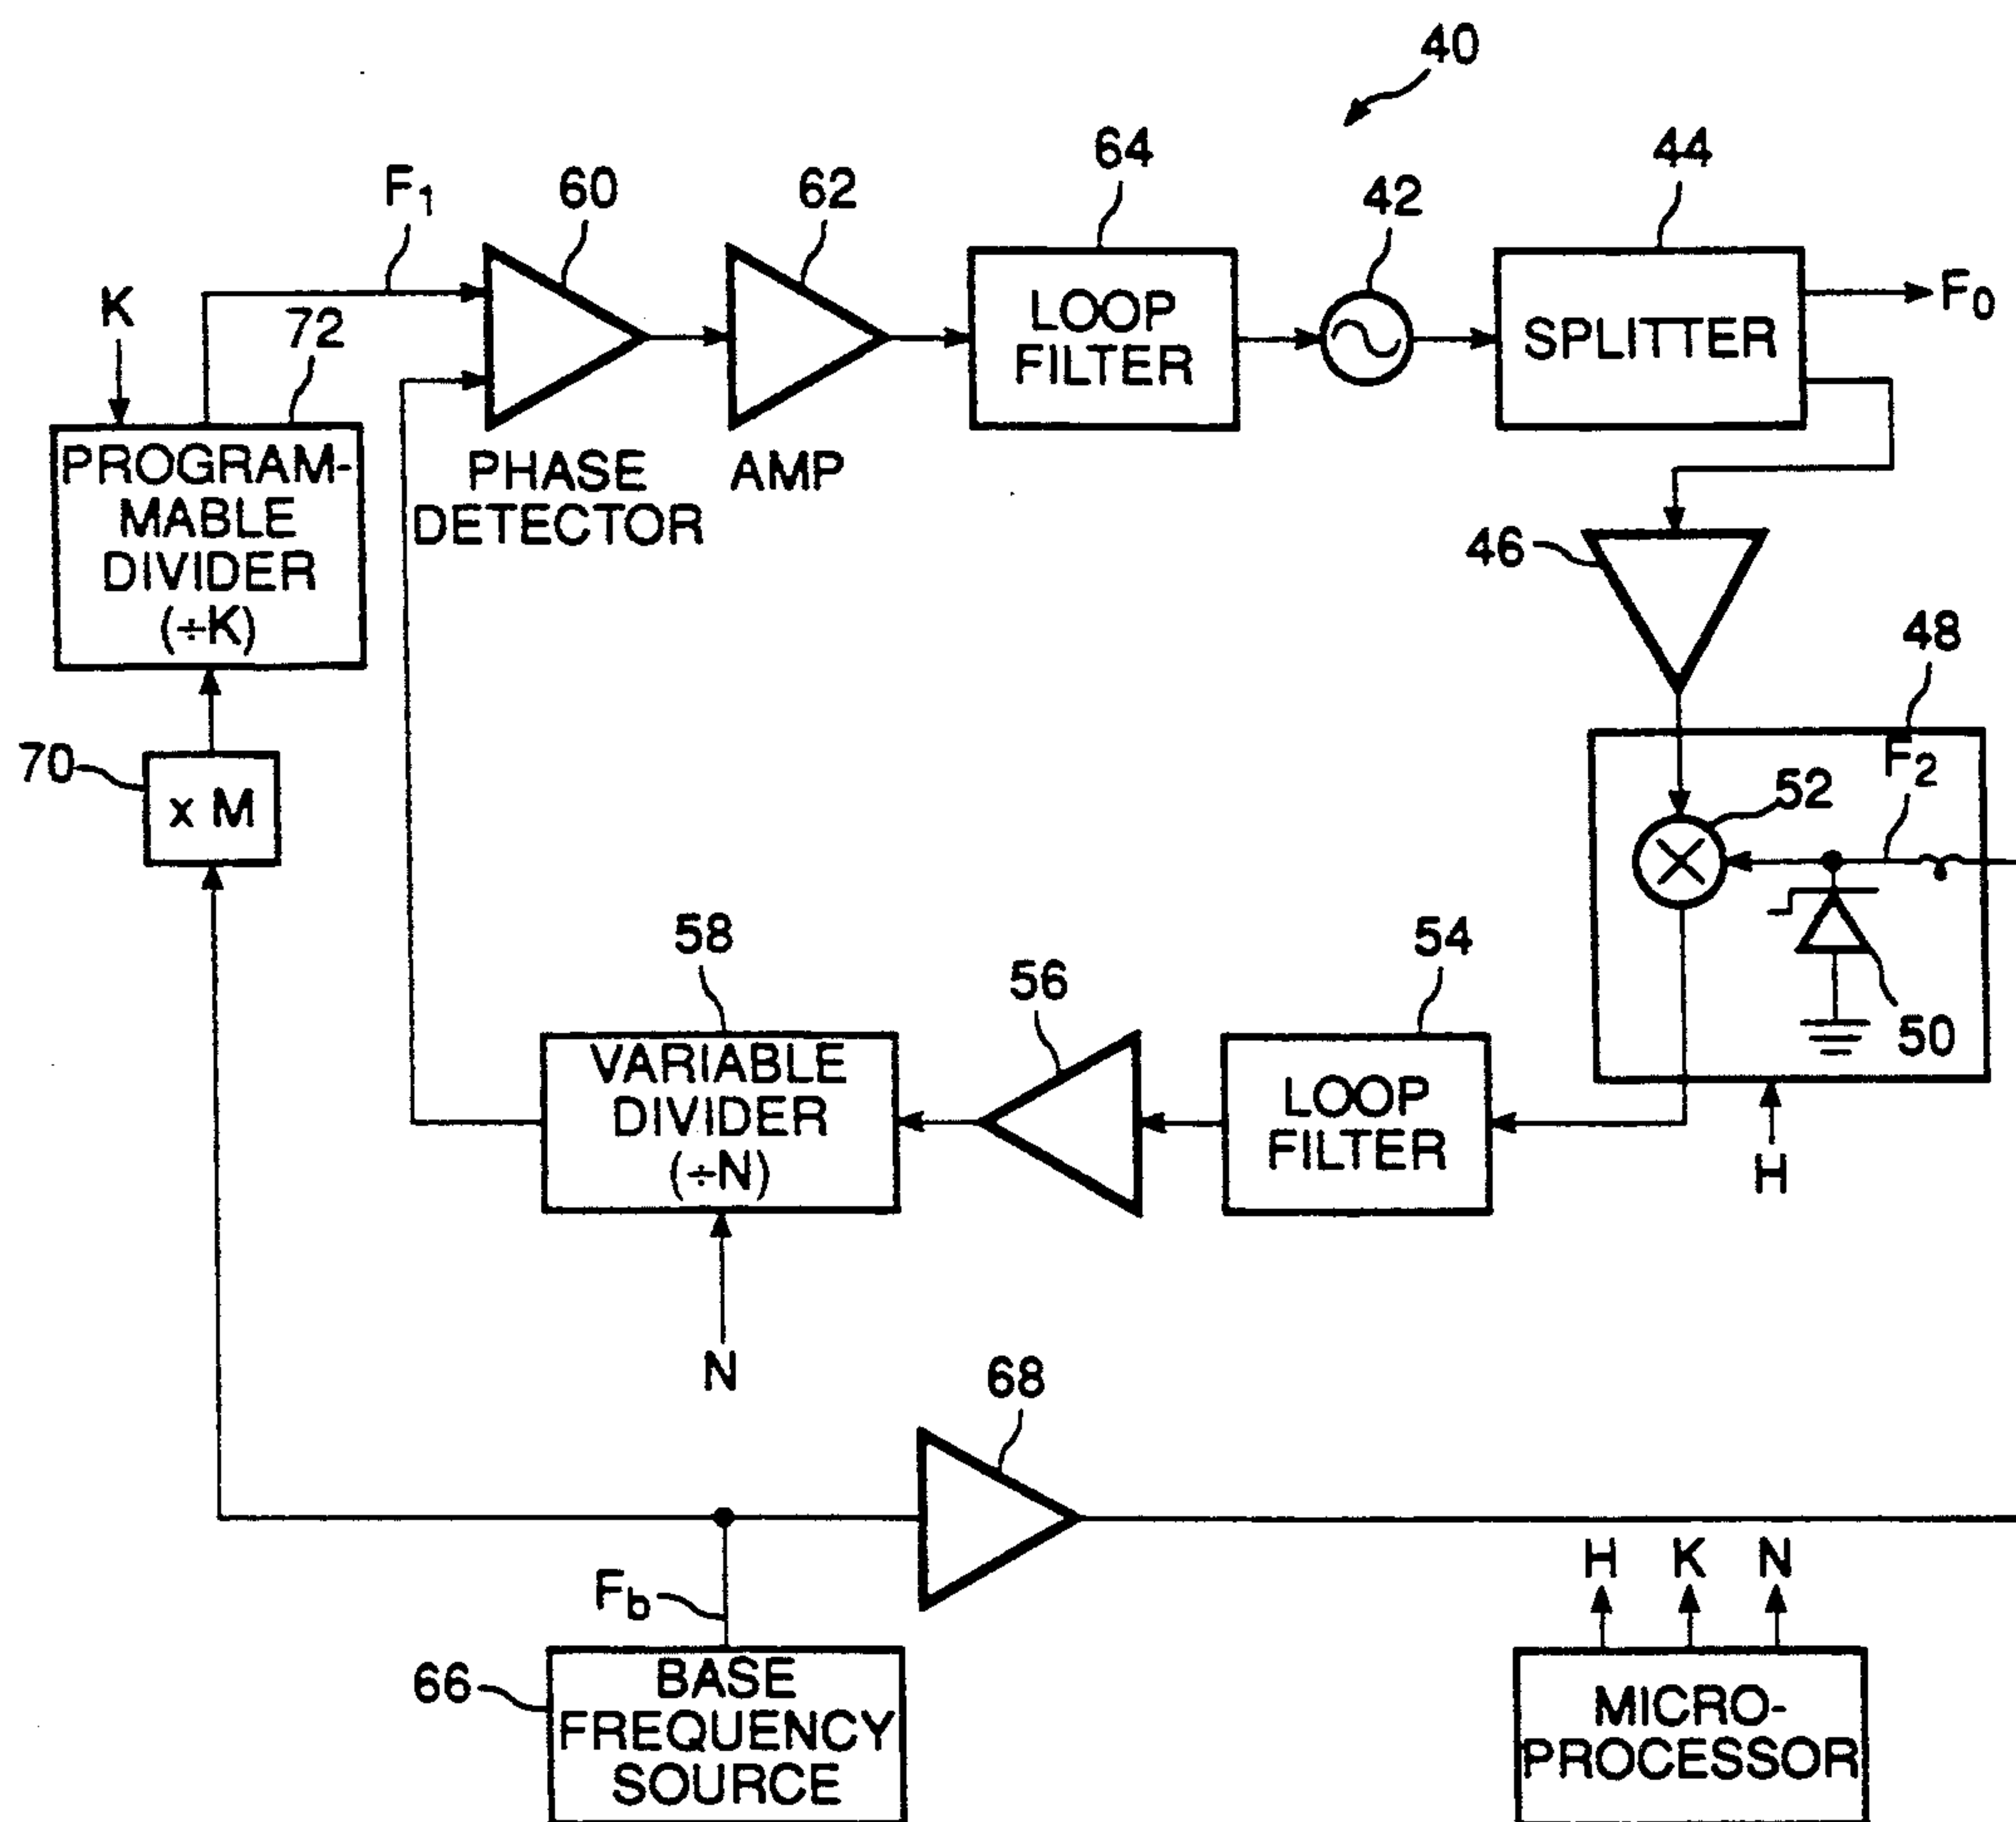 40
64
44
60
62
42
F1
K
72
LOOP
FILTER
SPLITTER
F0
PROGRAM-
MABLE
DIVIDER
(÷K)
PHASE
DETECTOR
AMP
46
48
F2
70
x M
52
58
56
54
50
VARIABLE
DIVIDER
(÷N)
LOOP
FILTER
H
N
68
H K N
Fb
66
BASE
FREQUENCY
SOURCE
MICRO-
PROCESSOR